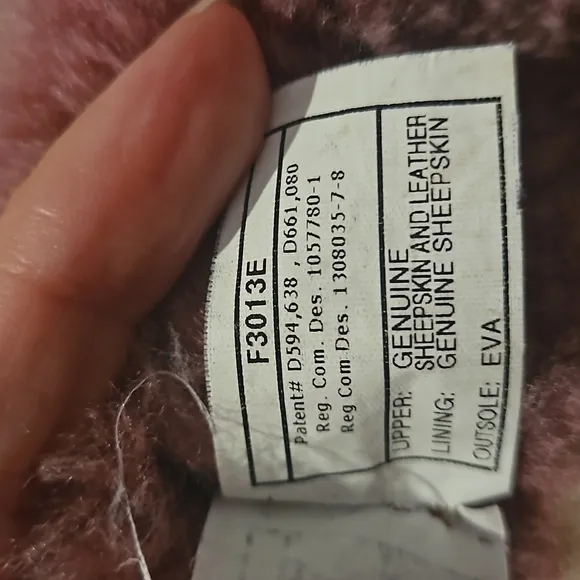 F3013E
Patent# D594,638 , D661,080
Reg. Com. Des. 1057780-1
Reg Com Des. 1308035-7-8
UPPER: GENUINE
SHEEPSKIN AND LEATHER
LINING: GENUINE SHEEPSKIN
OUTSOLE: EVA